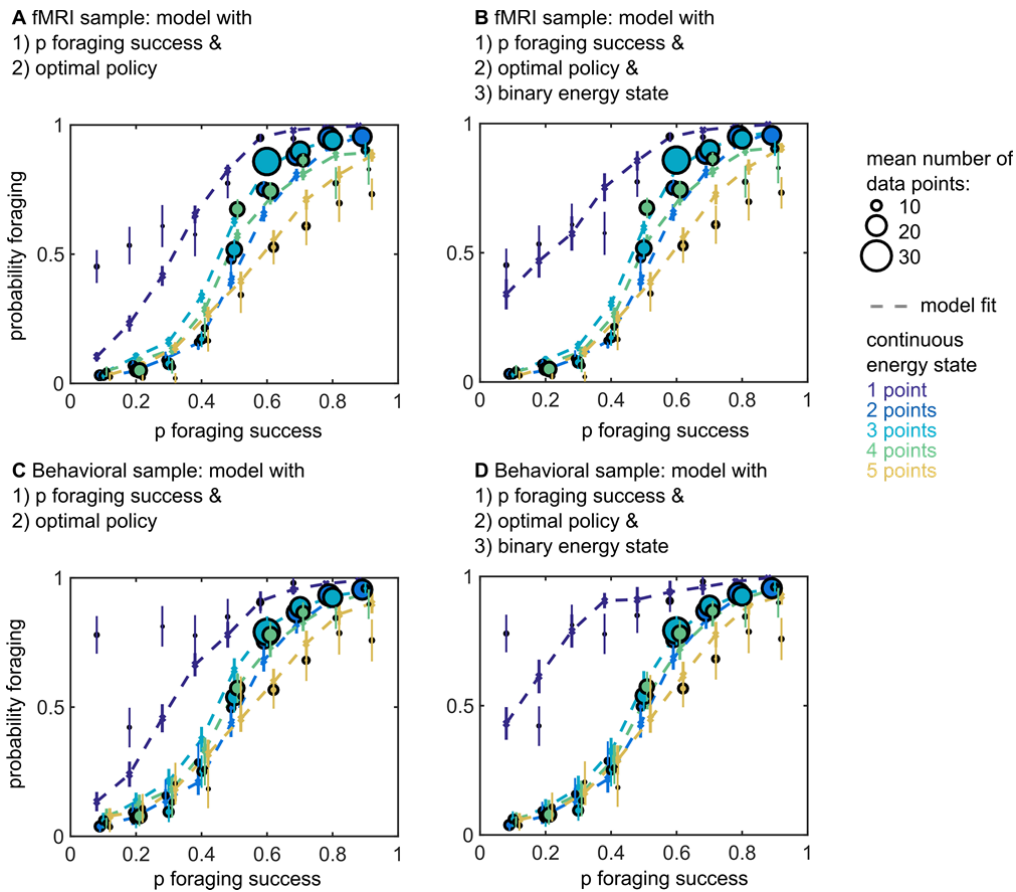 A fMRI sample: model with
1) p foraging success &
2) optimal policy
B fMRI sample: model with
1) p foraging success &
2) optimal policy &
3) binary energy state
probability foraging
1
0.5
0
0
0.2
0.4
0.6
0.8
1
p foraging success
1
0.5
0
0
0.2
0.4
0.6
0.8
1
p foraging success
mean number of
data points:
10
20
30
model fit
continuous
energy state
1 point
2 points
3 points
4 points
5 points
C Behavioral sample: model with
1) p foraging success &
2) optimal policy
D Behavioral sample: model with
1) p foraging success &
2) optimal policy &
3) binary energy state
probability foraging
1
0.5
0
0
0.2
0.4
0.6
0.8
1
p foraging success
1
0.5
0
0
0.2
0.4
0.6
0.8
1
p foraging success